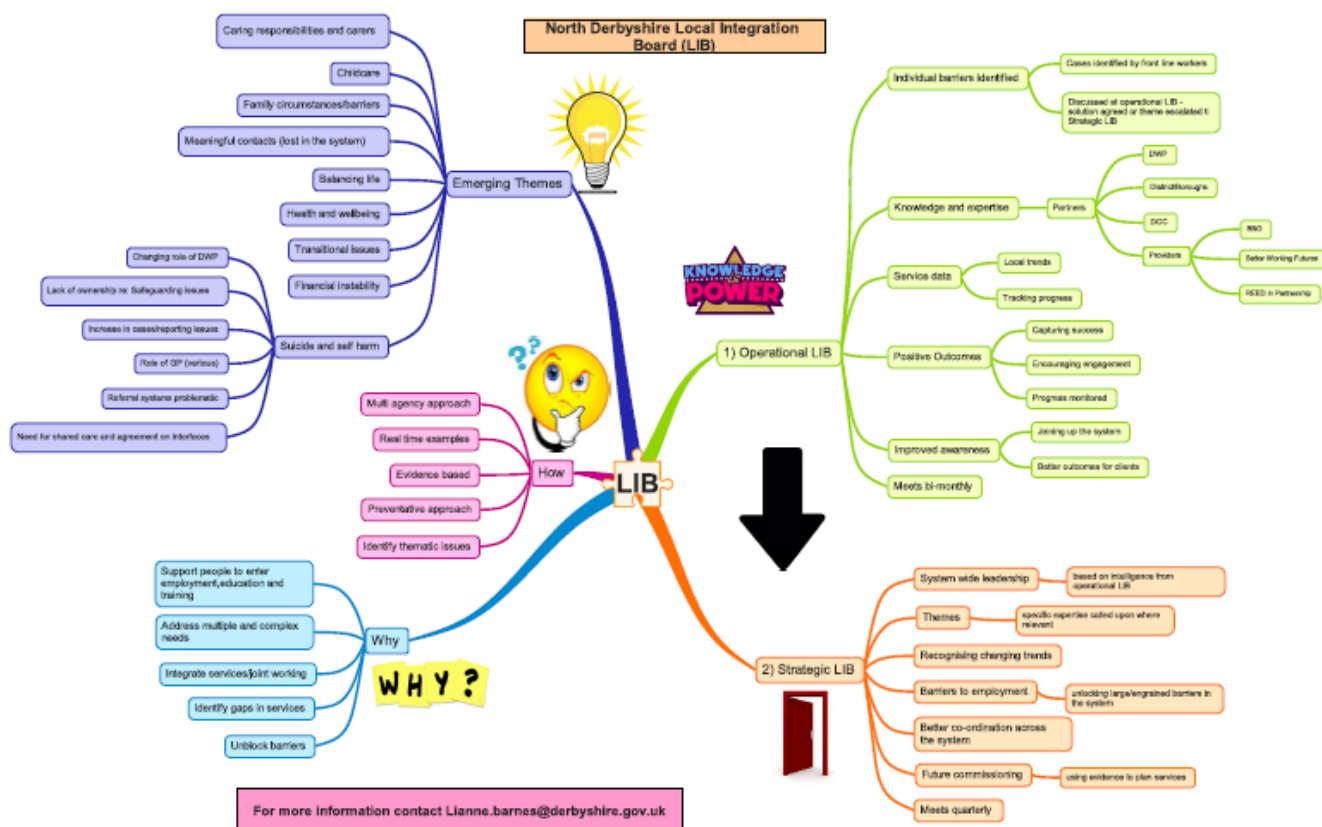 North Derbyshire Local Integration
Board (LIB)
Caring responsibilities and carers
Childcare
Family circumstances/barriers
Meaningful contacts (lost in the system)
Balancing life
Health and wellbeing
Transitional issues
Financial instability
Emerging Themes
Changing role of DWP
Lack of ownership re: Safeguarding issues
Increase in cases/reporting issues
Role of GP (various)
Referral systems problematic
Need for shared care and agreement on interfaces
Suicide and self harm
Multi agency approach
Real time examples
Evidence based
Preventative approach
Identify thematic issues
How
??
LIB
Support people to enter
employment,education and
training
Address multiple and complex
needs
Integrate services/joint working
Identify gaps in services
Unblock barriers
Why
WHY?
KNOWLEDGE
IS
POWER
1) Operational LIB
Individual barriers identified
Cases identified by front line workers
Discussed at operational LIB -
solution agreed or theme escalated t
Strategic LIB
Knowledge and expertise
Partners
DWP
District/Boroughs
DCC
Providers
Better Working Futures
REED in Partnership
Service data
Local trends
Tracking progress
Positive Outcomes
Capturing success
Encouraging engagement
Progress monitored
Improved awareness
Joining up the system
Better outcomes for clients
Meets bi-monthly
2) Strategic LIB
System wide leadership
based on intelligence from
operational LIB
Themes
specific expertise called upon where
relevant
Recognising changing trends
Barriers to employment
unlocking large/engrained barriers in
the system
Better co-ordination across
the system
Future commissioning
using evidence to plan services
Meets quarterly
For more information contact Lianne.barnes@derbyshire.gov.uk